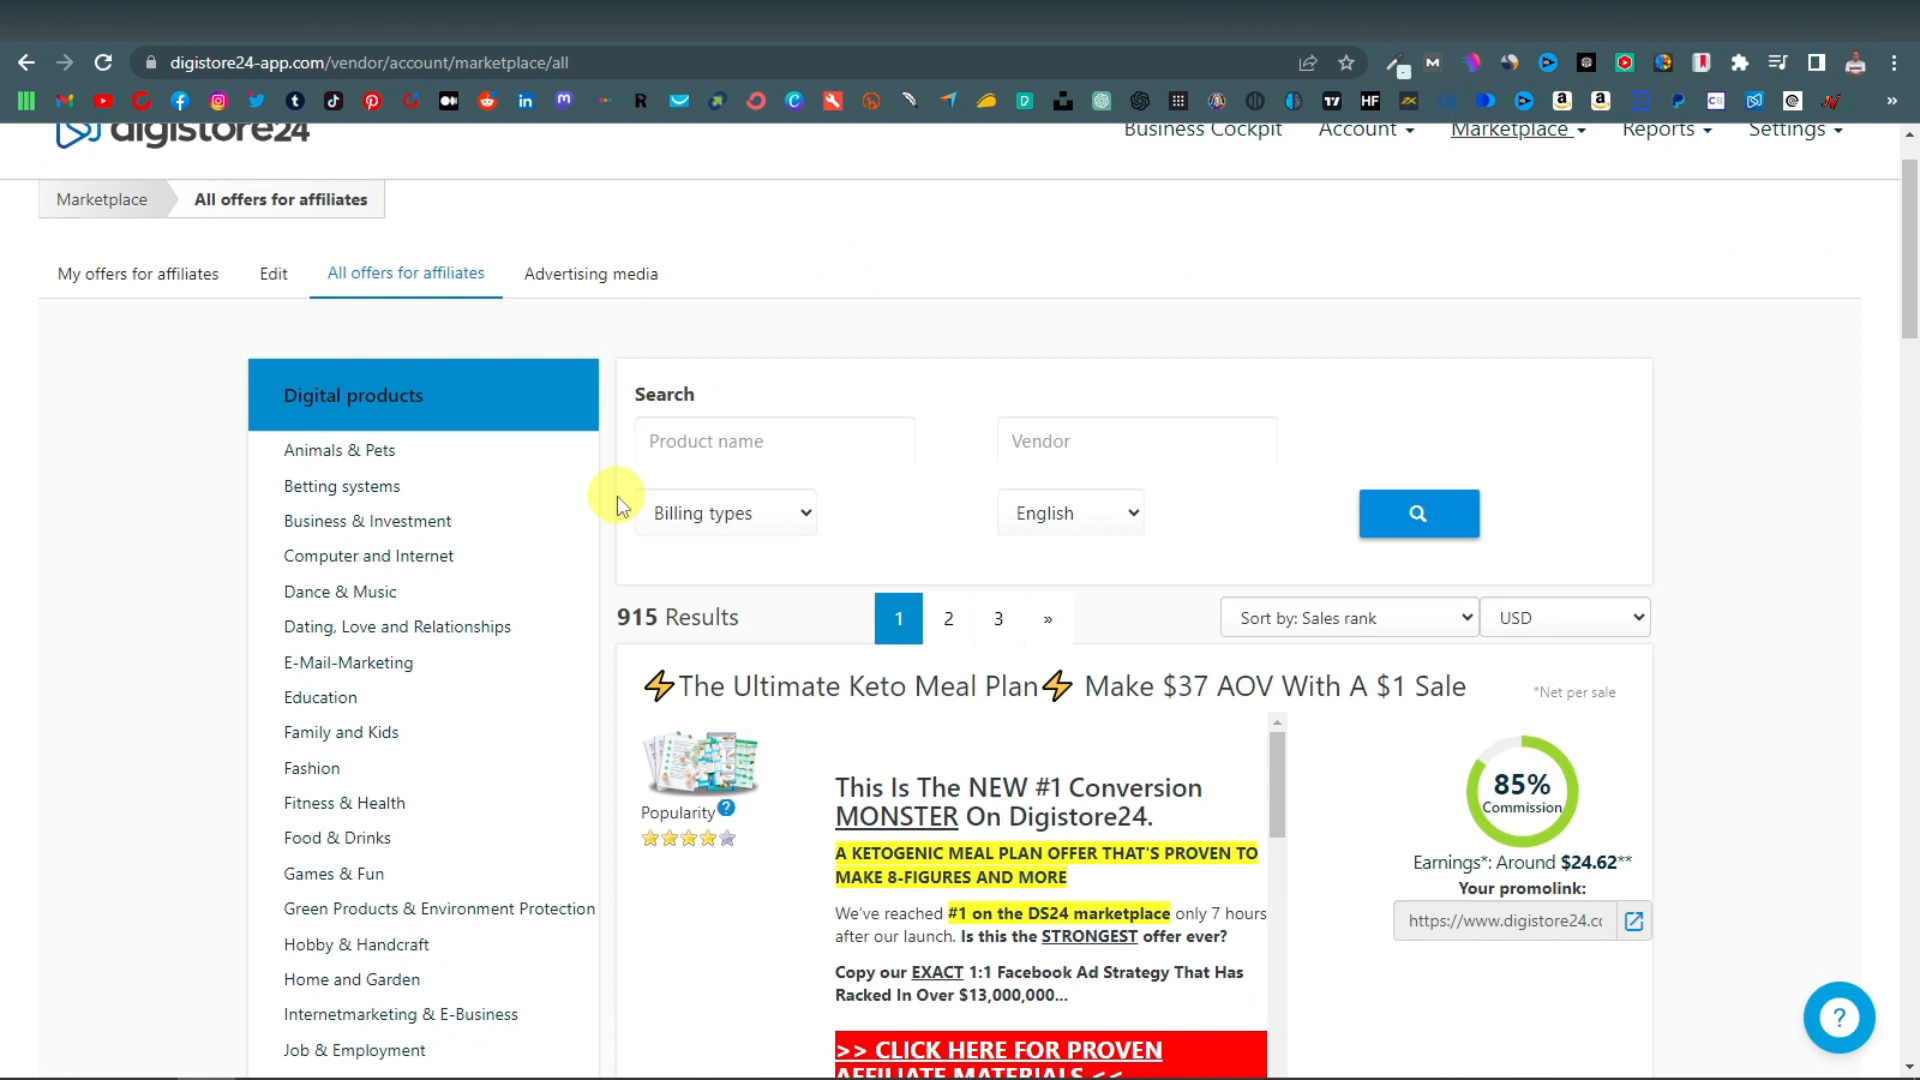 digistore24-app.com/vendor/account/marketplace/all
digistore24
Business Cockpit
Account
Marketplace
Reports
Settings
Marketplace
All offers for affiliates
My offers for affiliates
Edit
All offers for affiliates
Advertising media
Digital products
Animals & Pets
Betting systems
Business & Investment
Computer and Internet
Dance & Music
Dating, Love and Relationships
E-Mail-Marketing
Education
Family and Kids
Fashion
Fitness & Health
Food & Drinks
Games & Fun
Green Products & Environment Protection
Hobby & Handcraft
Home and Garden
Internetmarketing & E-Business
Job & Employment
Search
Product name
Vendor
Billing types
English
915 Results
1 2 3 »
Sort by: Sales rank
USD
⚡The Ultimate Keto Meal Plan⚡ Make $37 AOV With A $1 Sale
*Net per sale
Popularity ?
This Is The NEW #1 Conversion
MONSTER On Digistore24.
A KETOGENIC MEAL PLAN OFFER THAT'S PROVEN TO
MAKE 8-FIGURES AND MORE
We've reached #1 on the DS24 marketplace only 7 hours
after our launch. Is this the STRONGEST offer ever?
Copy our EXACT 1:1 Facebook Ad Strategy That Has
Racked In Over $13,000,000...
>> CLICK HERE FOR PROVEN
AFFILIATE MATERIALS <<
85%
Commission
Earnings*: Around $24.62**
Your promolink:
https://www.digistore24.cc
?